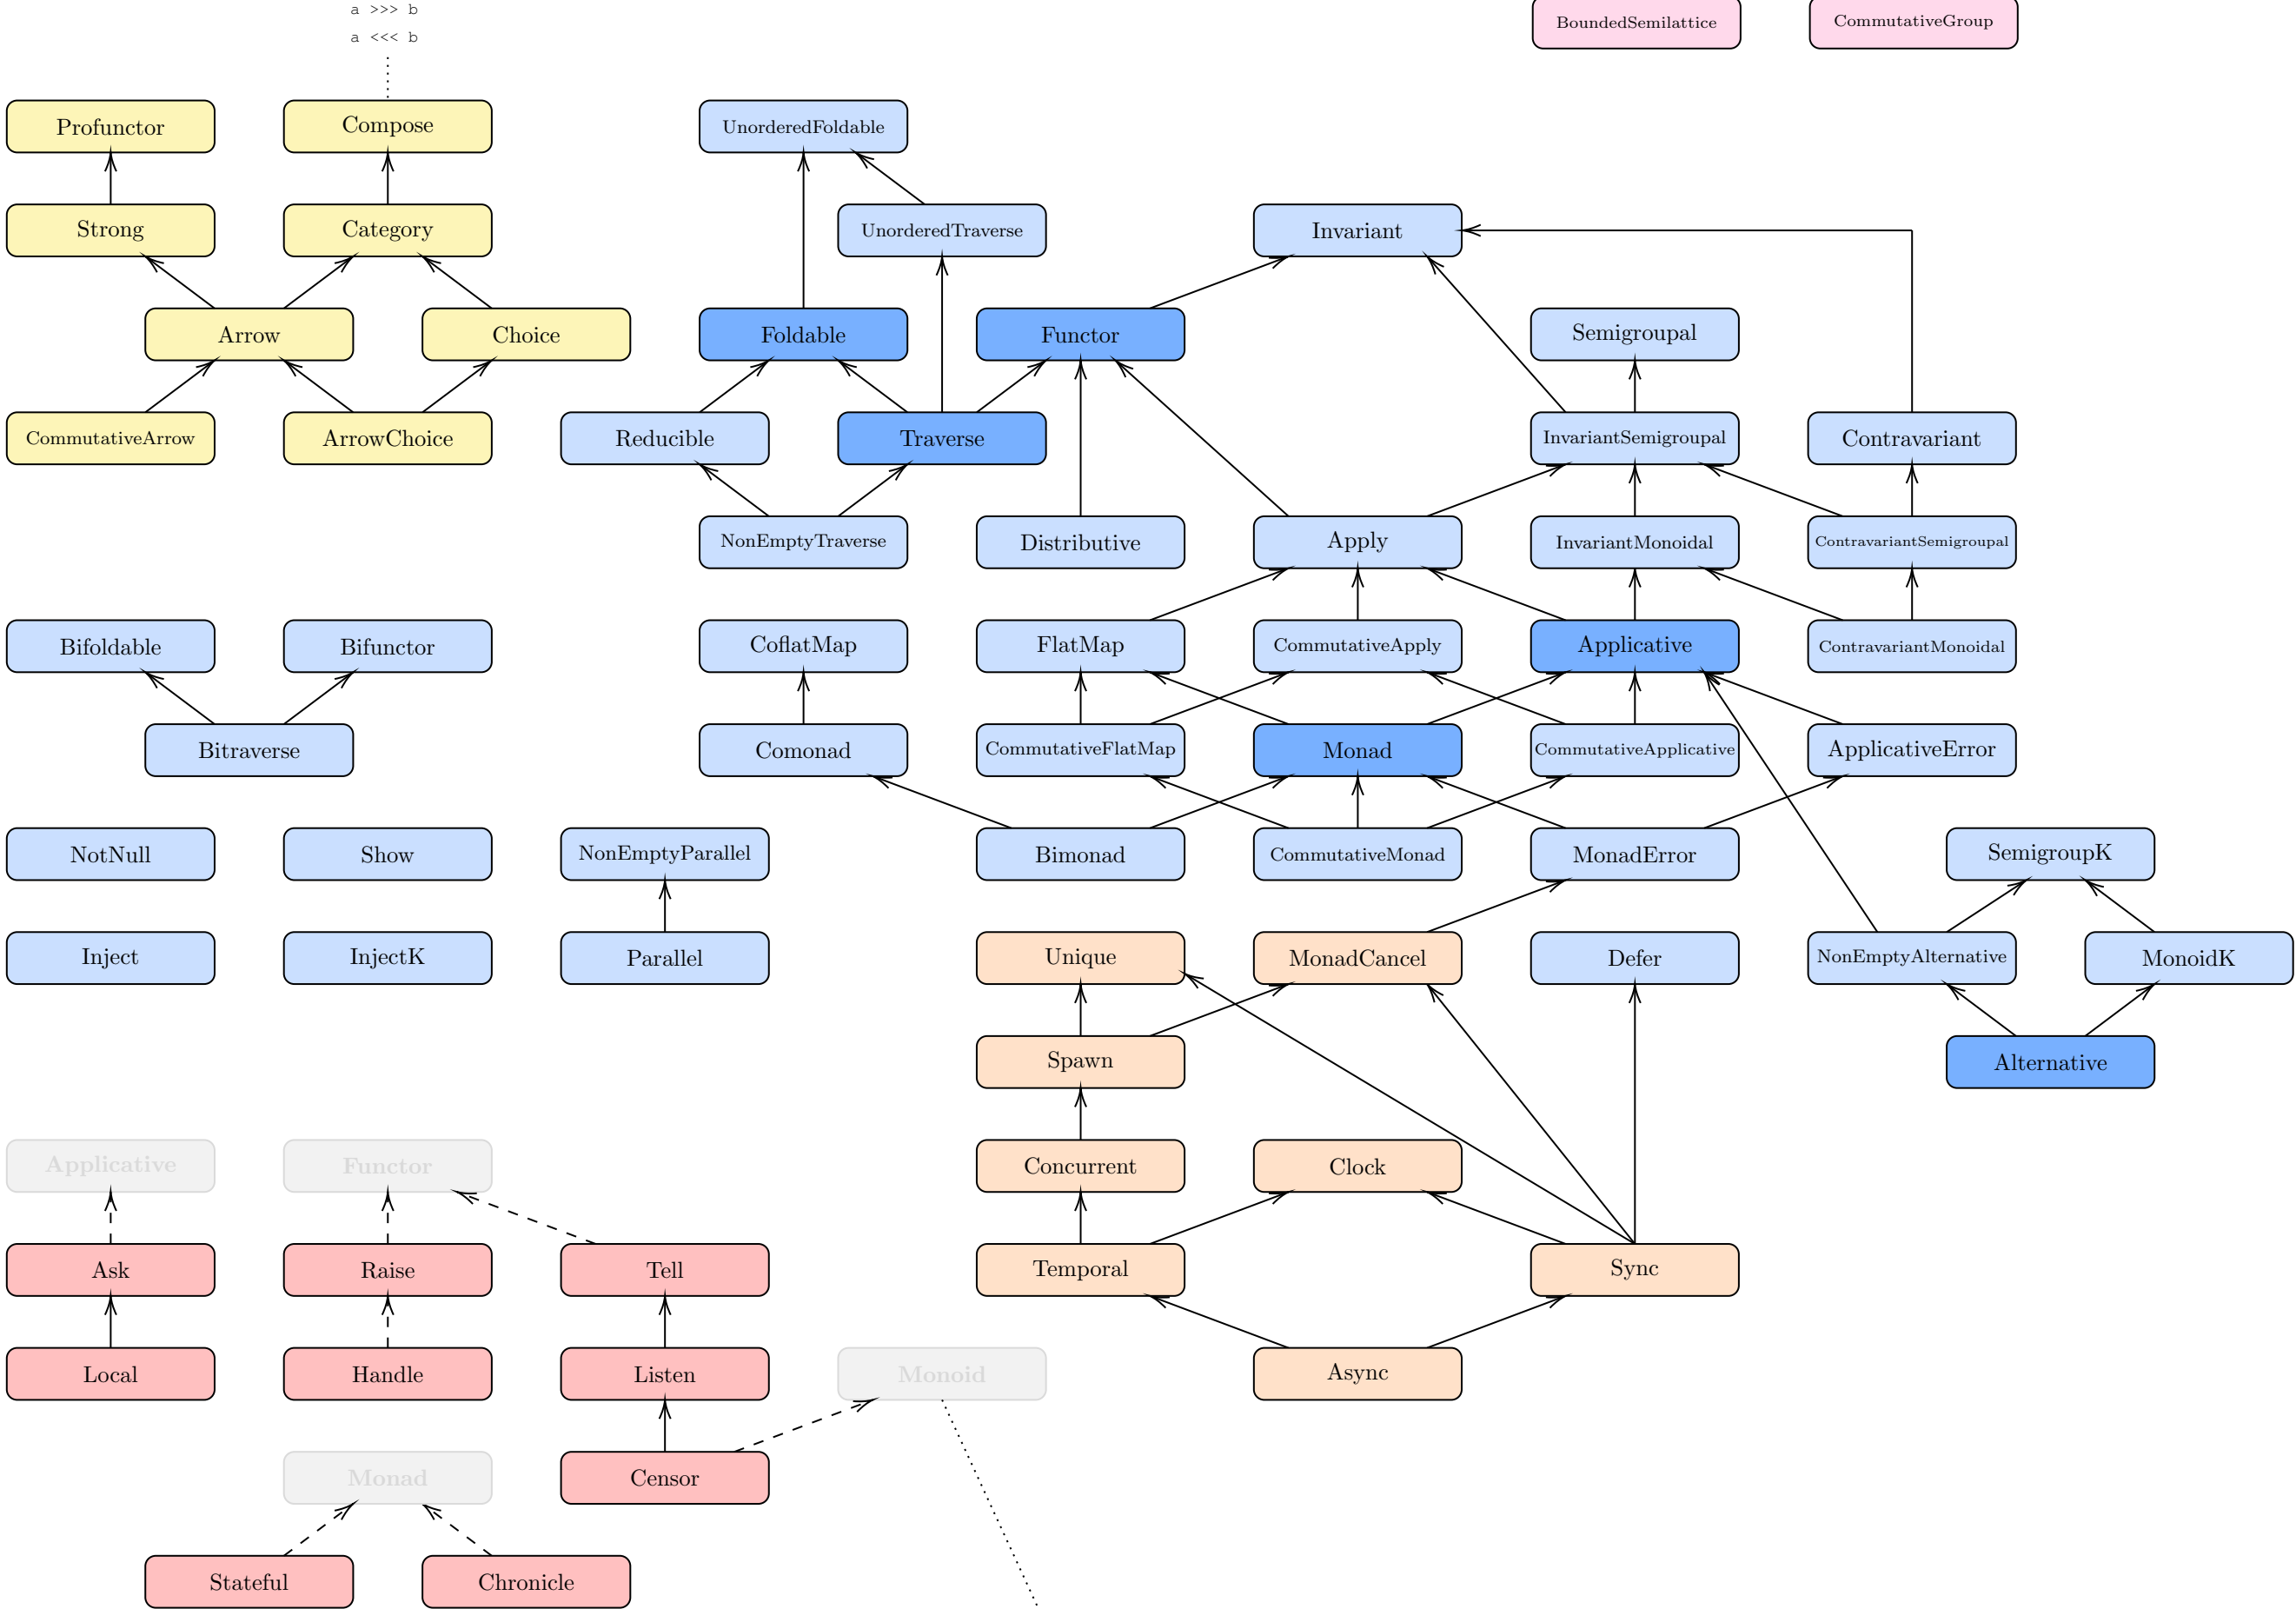 a >>> b
BoundedSemilattice
CommutativeGroup
a <<< b
Profunctor
Compose
UnorderedFoldable
Strong
Category
UnorderedTraverse
Invariant
Arrow
Choice
Foldable
Functor
Semigroupal
CommutativeArrow
ArrowChoice
Reducible
Traverse
InvariantSemigroupal
Contravariant
NonEmptyTraverse
Distributive
Apply
InvariantMonoidal
ContravariantSemigroupal
Bifoldable
Bifunctor
CoflatMap
FlatMap
CommutativeApply
Applicative
ContravariantMonoidal
Bitraverse
Comonad
CommutativeFlatMap
Monad
CommutativeApplicative
ApplicativeError
NotNull
Show
NonEmptyParallel
Bimonad
CommutativeMonad
MonadError
SemigroupK
Inject
InjectK
Parallel
Unique
MonadCancel
Defer
NonEmptyAlternative
MonoidK
Spawn
Alternative
Applicative
Functor
Concurrent
Clock
Ask
Raise
Tell
Temporal
Sync
Local
Handle
Listen
Monoid
Async
Monad
Censor
Stateful
Chronicle